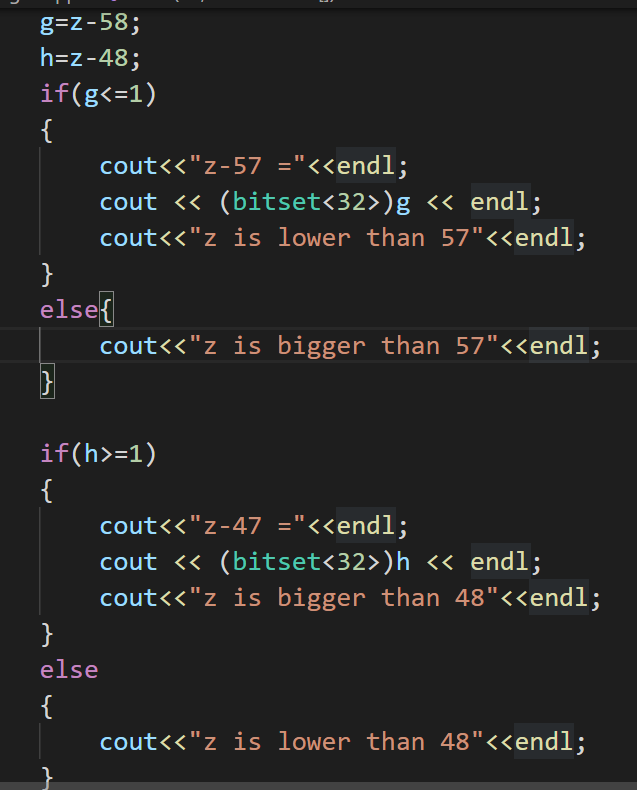 g=z-58;
h=z-48;
if(g<=1)
{
    cout<<"z-57 ="<<endl;
    cout << (bitset<32>)g << endl;
    cout<<"z is lower than 57"<<endl;
}
else{
    cout<<"z is bigger than 57"<<endl;
}

if(h>=1)
{
    cout<<"z-47 ="<<endl;
    cout << (bitset<32>)h << endl;
    cout<<"z is bigger than 48"<<endl;
}
else
{
    cout<<"z is lower than 48"<<endl;
}